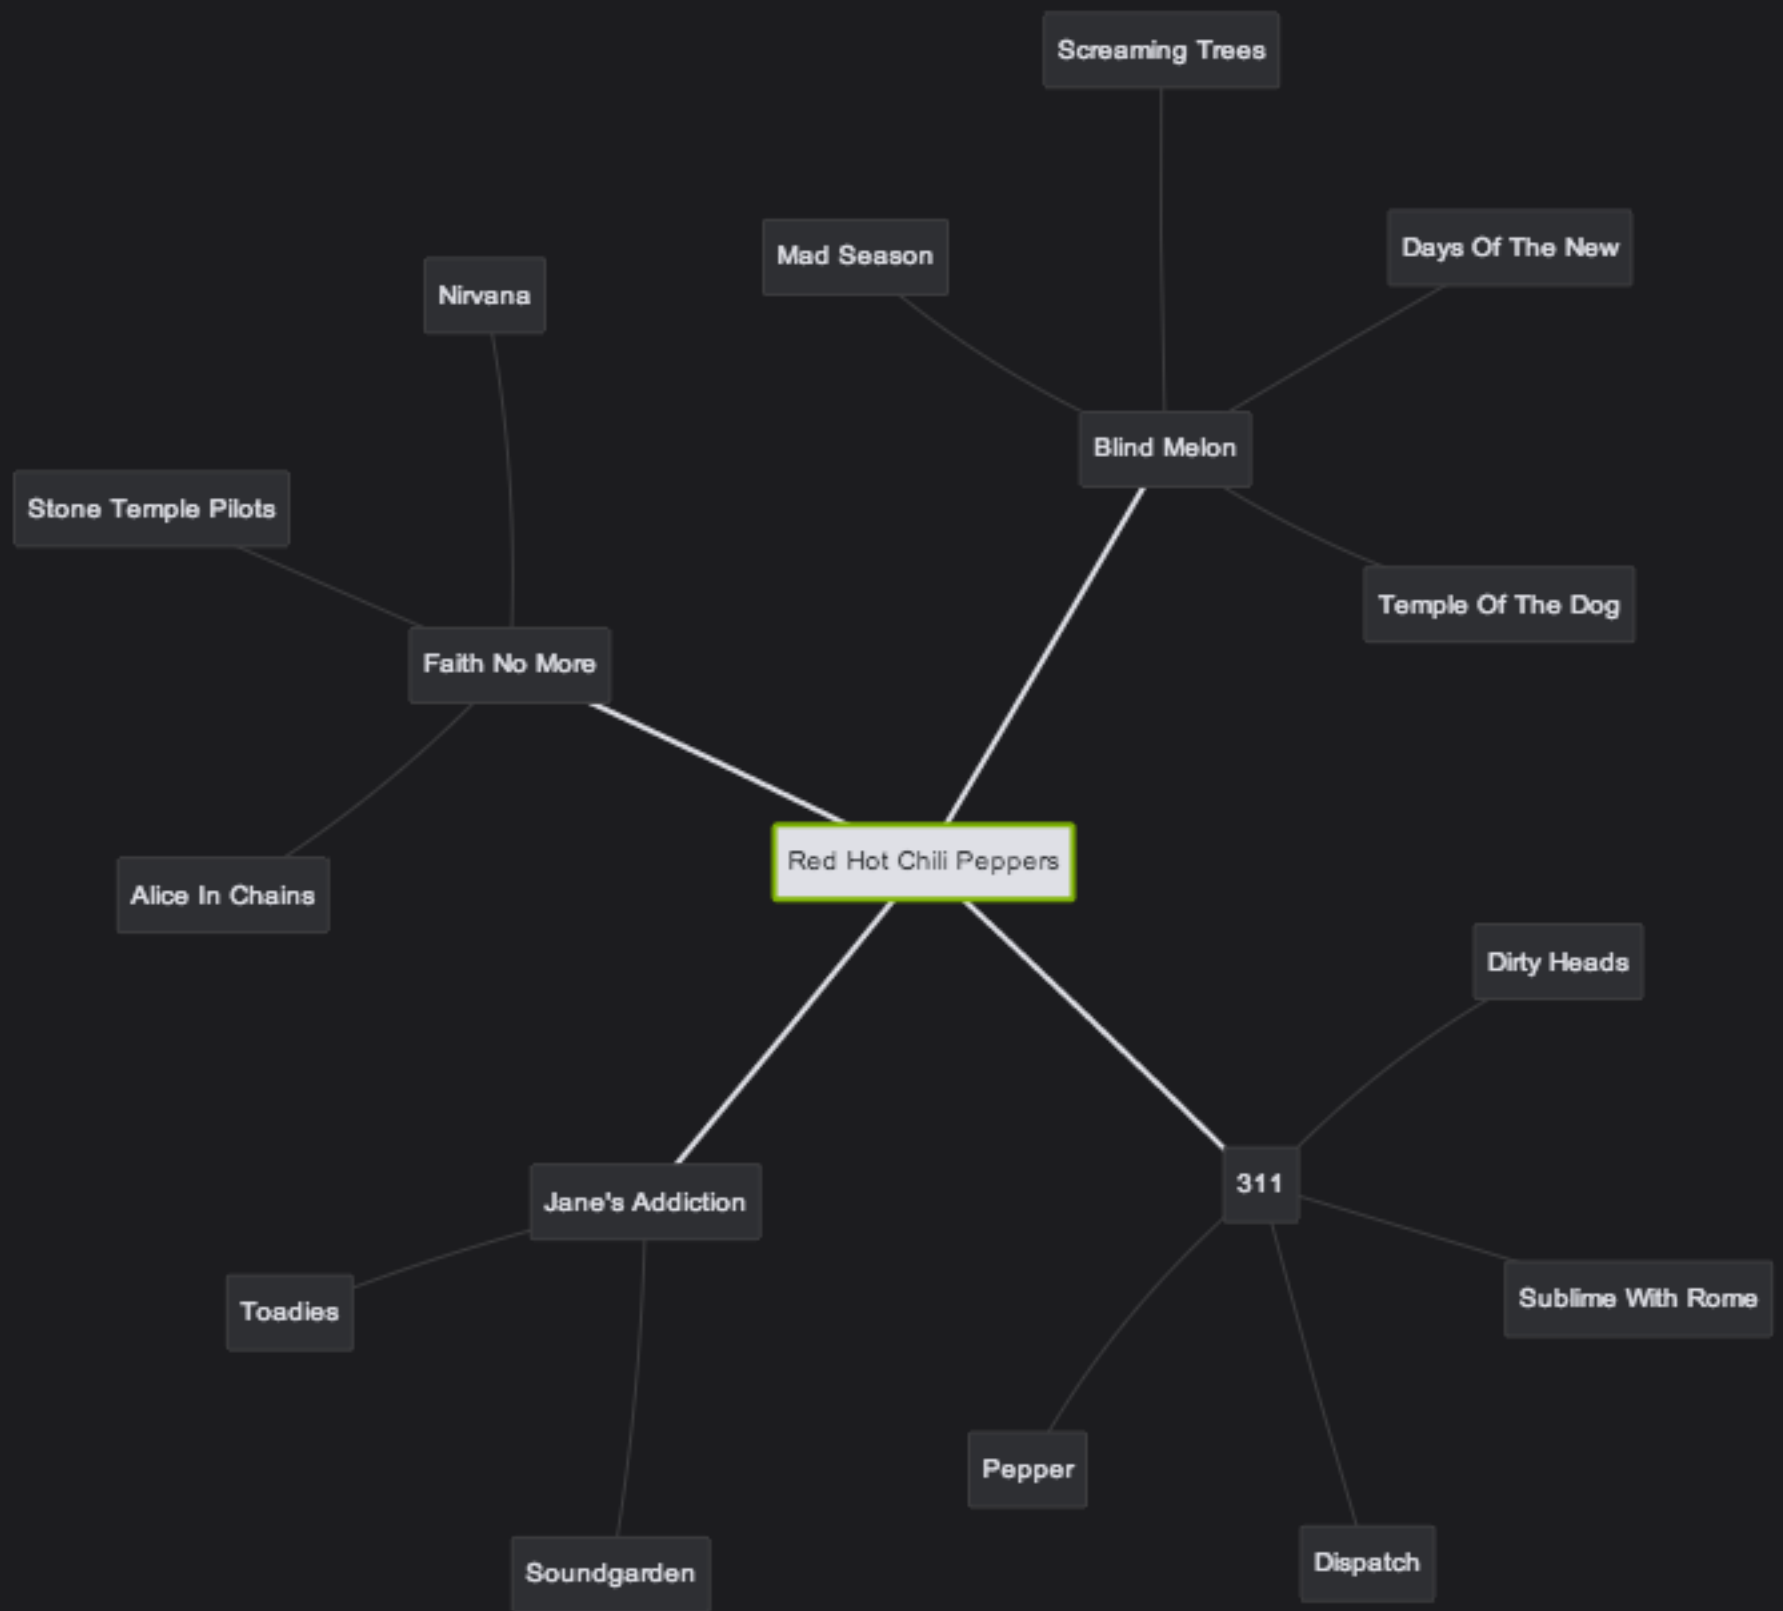 Screaming Trees
Mad Season
Days Of The New
Nirvana
Blind Melon
Stone Temple Pilots
Temple Of The Dog
Faith No More
Red Hot Chili Peppers
Alice In Chains
Dirty Heads
311
Jane's Addiction
Sublime With Rome
Toadies
Pepper
Dispatch
Soundgarden